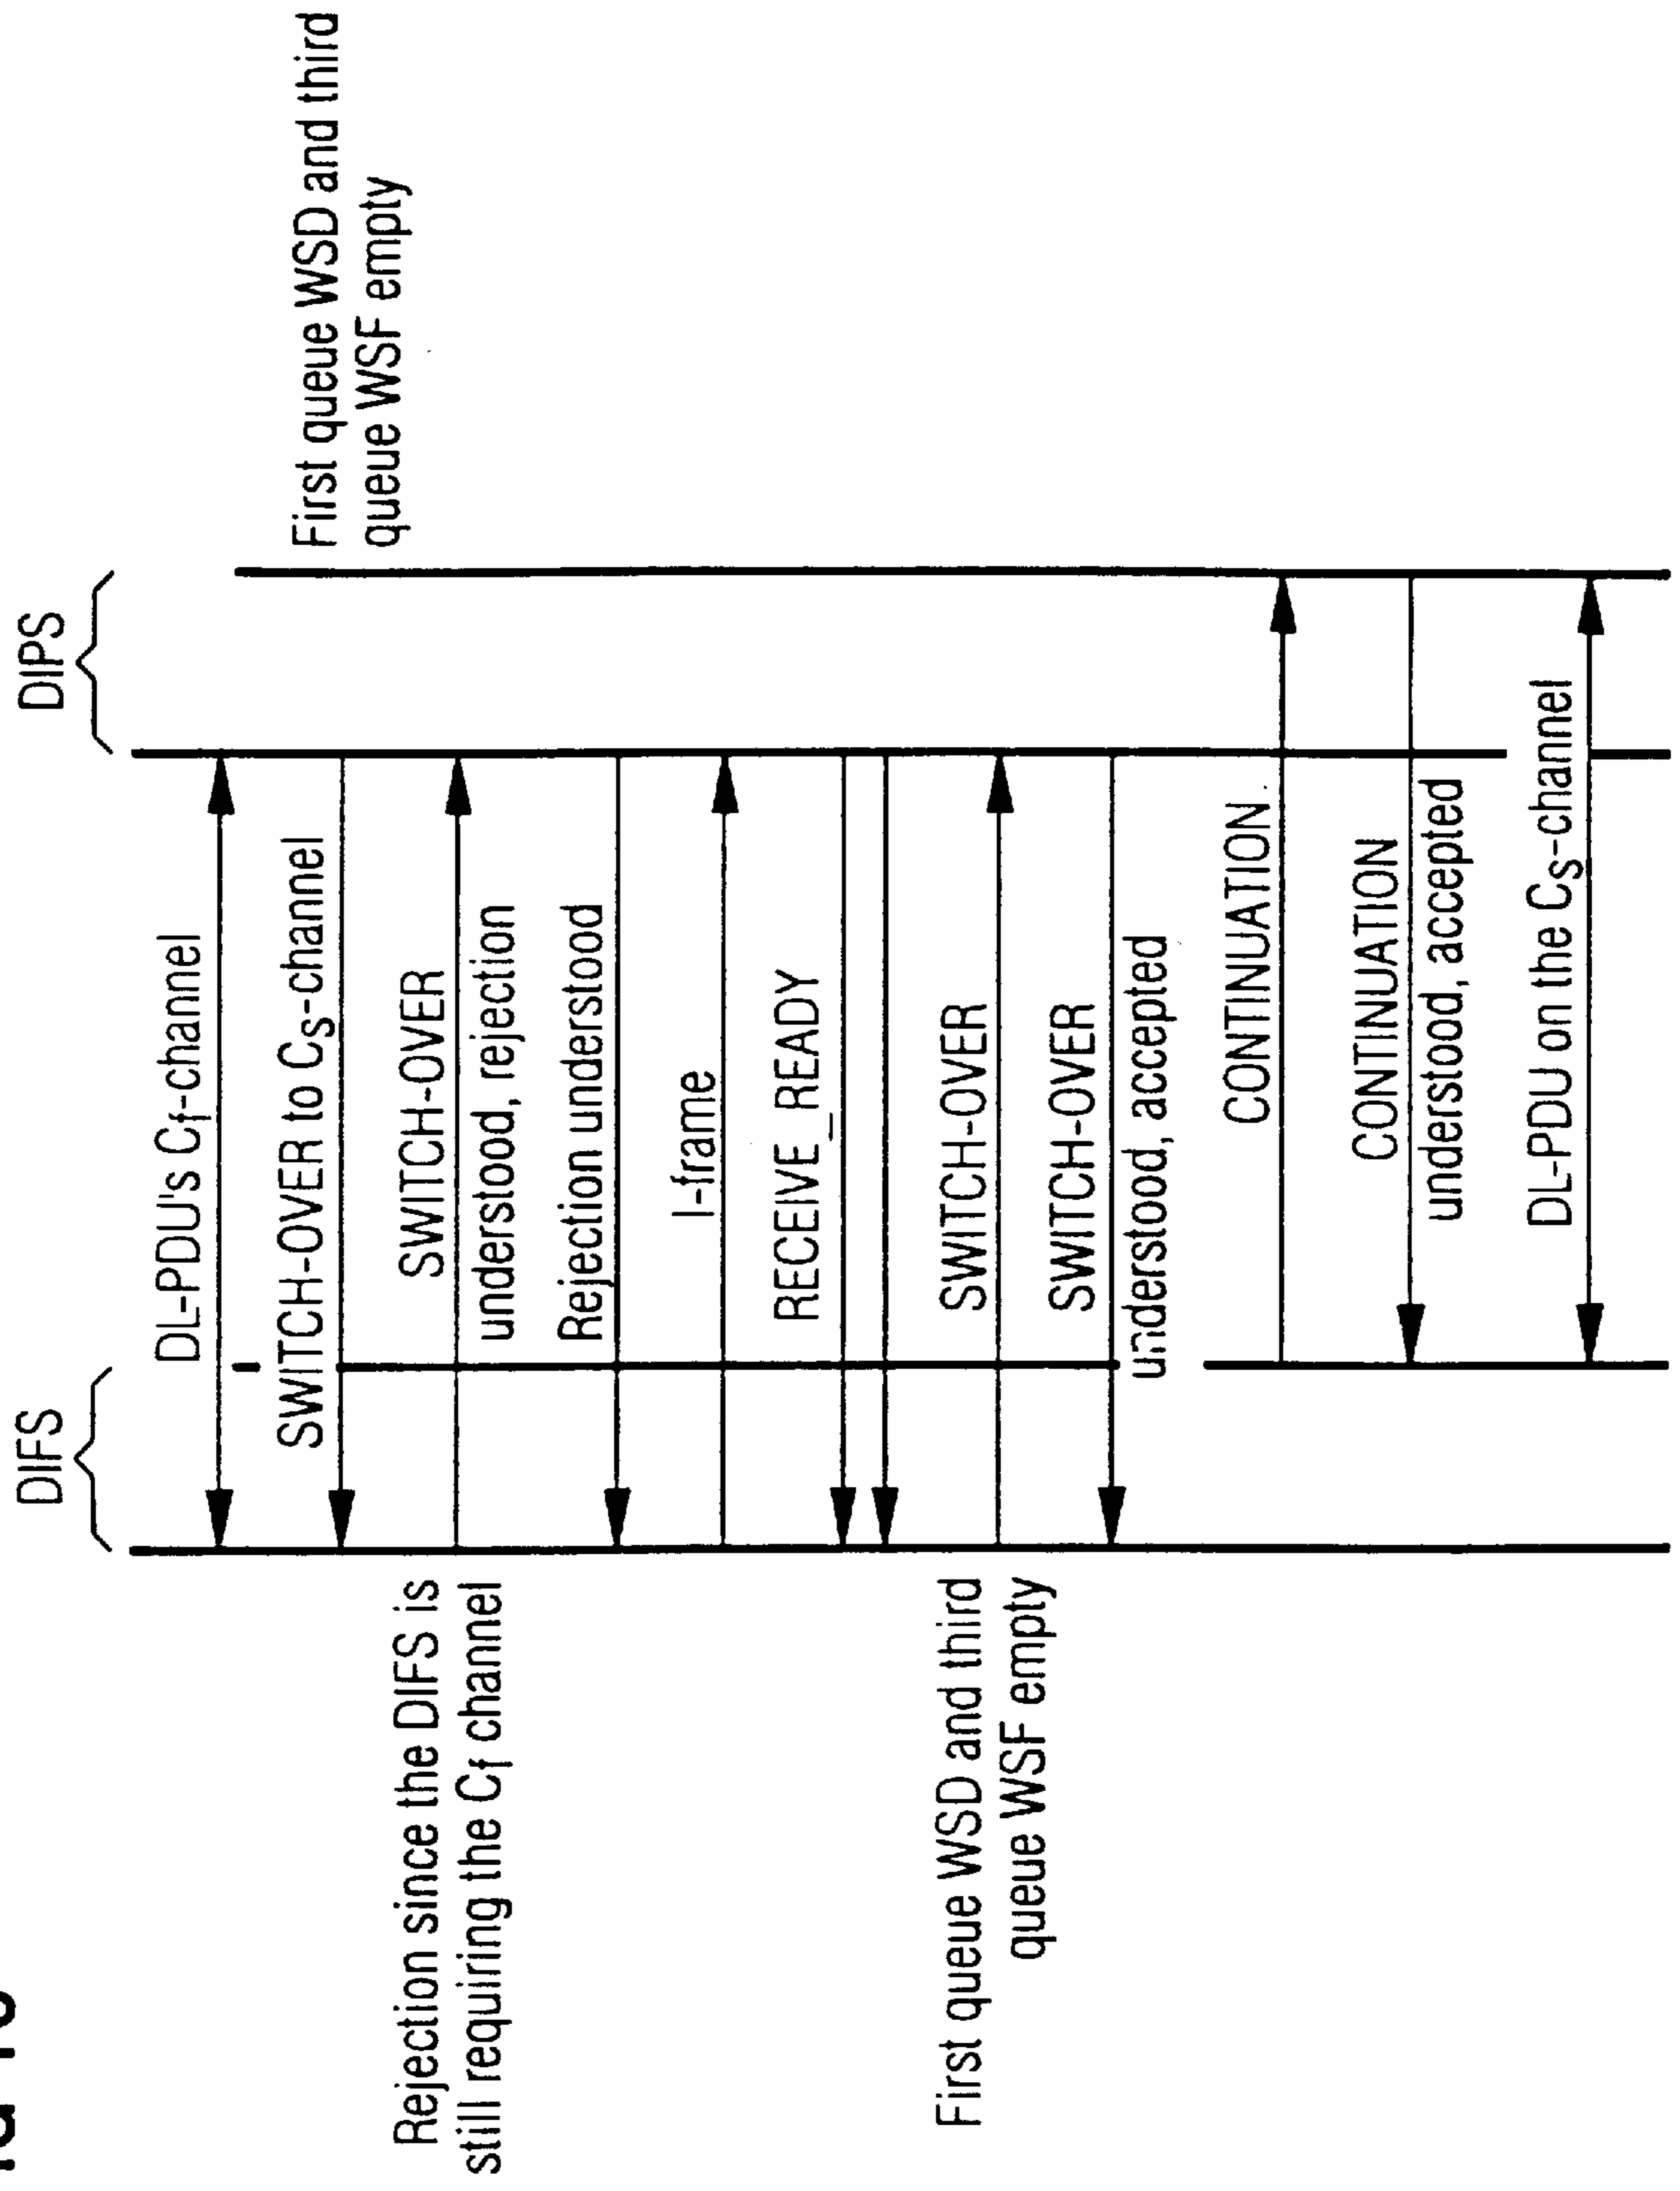 DIFS
DIPS
DL-PDU's Cf-channel
First queue WSD and third
queue WSF empty
SWITCH-OVER to CS-channel
Rejection since the DIFS is
still requiring the Cf channel
SWITCH-OVER
understood, rejection
Rejection understood
I-frame
RECEIVE_READY
First queue WSD and third
queue WSF empty
SWITCH-OVER
SWITCH-OVER
understood, accepted
CONTINUATION
CONTINUATION
understood, accepted
DL-PDU on the CS-channel